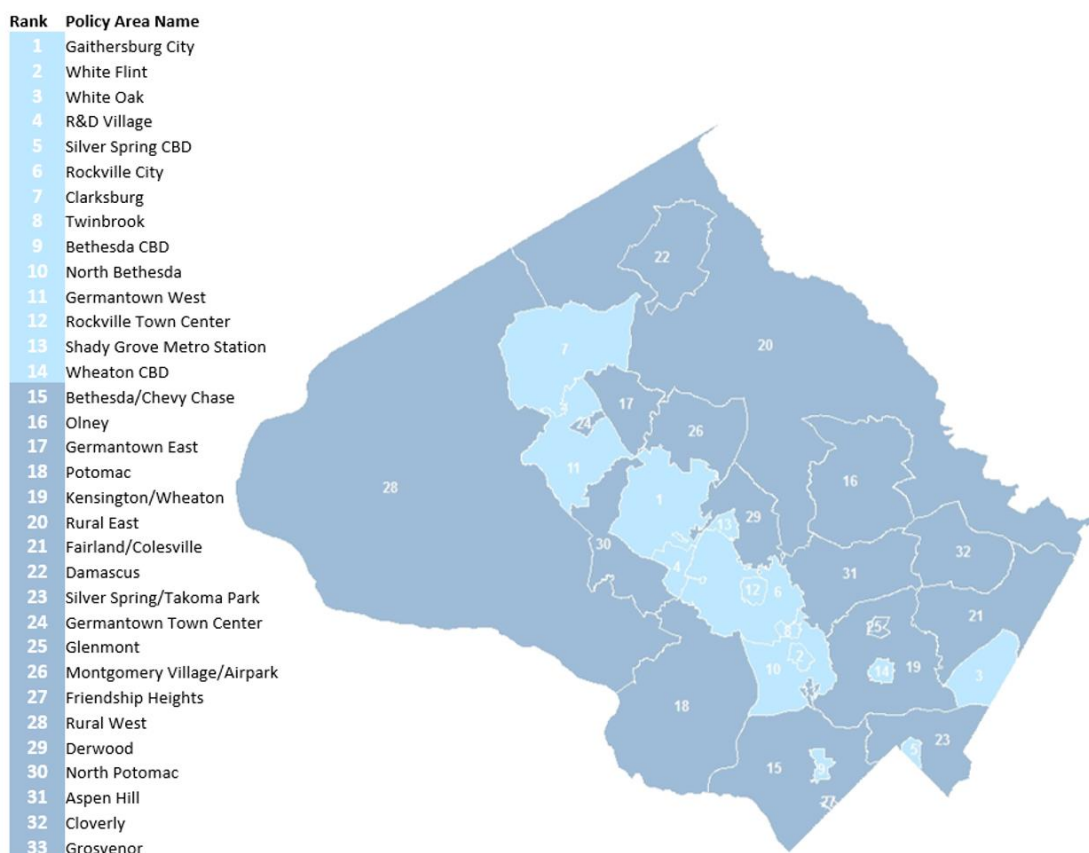 Rank Policy Area Name
1 Gaithersburg City
2 White Flint
3 White Oak
4 R&D Village
5 Silver Spring CBD
6 Rockville City
7 Clarksburg
8 Twinbrook
9 Bethesda CBD
10 North Bethesda
11 Germantown West
12 Rockville Town Center
13 Shady Grove Metro Station
14 Wheaton CBD
15 Bethesda/Chevy Chase
16 Olney
17 Germantown East
18 Potomac
19 Kensington/Wheaton
20 Rural East
21 Fairland/Colesville
22 Damascus
23 Silver Spring/Takoma Park
24 Germantown Town Center
25 Glenmont
26 Montgomery Village/Airpark
27 Friendship Heights
28 Rural West
29 Derwood
30 North Potomac
31 Aspen Hill
32 Cloverly
33 Grosvenor
22
7
20
17
24
26
11
16
28
1
13
29
30
32
4
31
12
6
21
25
2
10
14
19
3
18
23
5
15
9
27